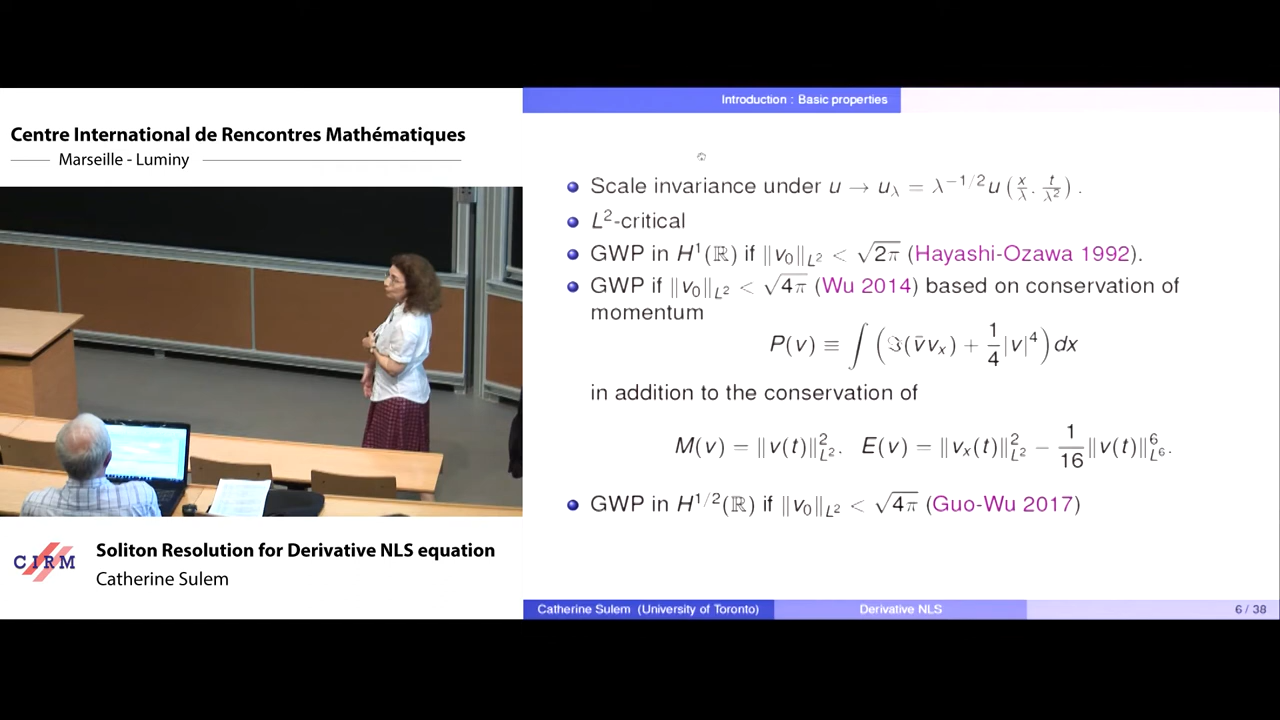 Centre International de Rencontres Mathématiques
Marseille - Luminy
Introduction : Basic properties
Scale invariance under u → u_λ = λ^{-1/2} u (x/λ, t/λ²) .
L²-critical
GWP in H¹(ℝ) if ‖v₀‖_{L²} < √2π (Hayashi-Ozawa 1992).
GWP if ‖v₀‖_{L²} < √4π (Wu 2014) based on conservation of
momentum
P(v) ≡ ∫ (ℑ(v̄v_x) + 1/4 |v|⁴) dx
in addition to the conservation of
M(v) = ‖v(t)‖²_{L²}. E(v) = ‖v_x(t)‖²_{L²} − 1/16 ‖v(t)‖⁶_{L⁶}.
GWP in H^{1/2}(ℝ) if ‖v₀‖_{L²} < √4π (Guo-Wu 2017)
CIRM
Soliton Resolution for Derivative NLS equation
Catherine Sulem
Catherine Sulem (University of Toronto)
Derivative NLS
6 / 38